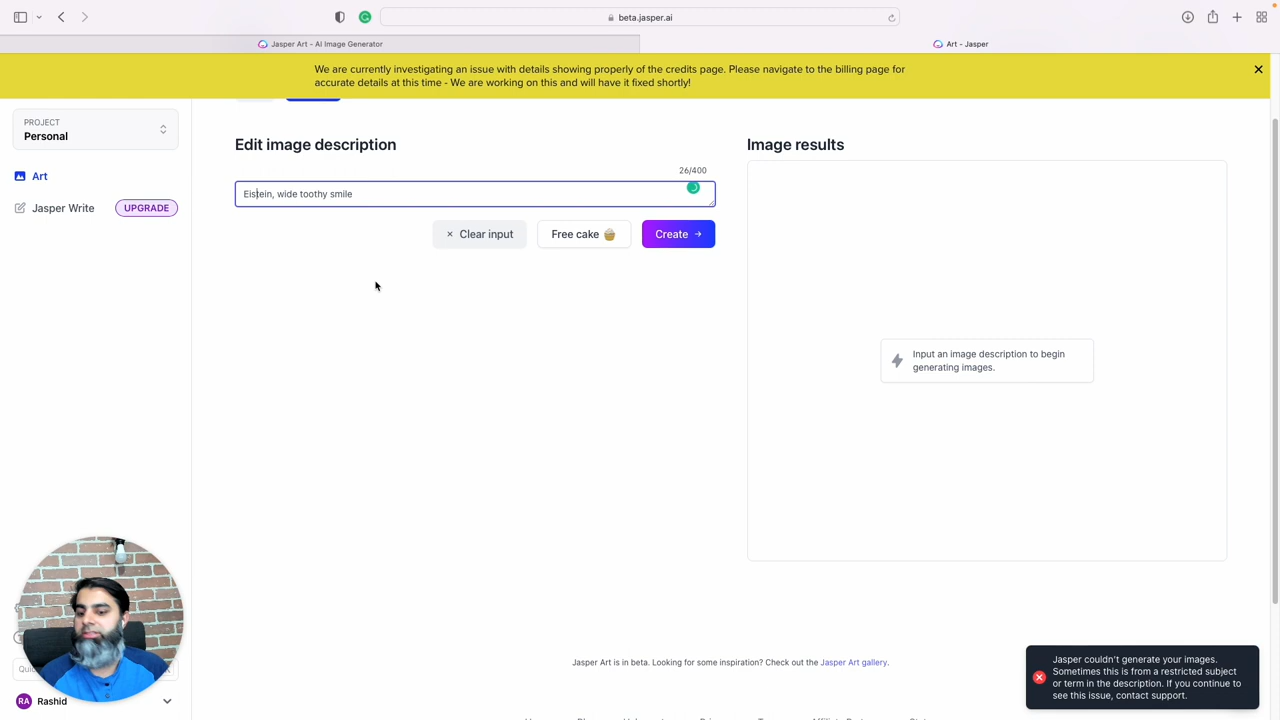 beta.jasper.ai
Jasper Art - AI Image Generator
Art - Jasper
We are currently investigating an issue with details showing properly of the credits page. Please navigate to the billing page for
accurate details at this time - We are working on this and will have it fixed shortly!
PROJECT
Personal
Art
Jasper Write
UPGRADE
Edit image description
26/400
Eistein, wide toothy smile
Clear input
Free cake
Create
Image results
Input an image description to begin
generating images.
Jasper Art is in beta. Looking for some inspiration? Check out the Jasper Art gallery.
Jasper couldn't generate your images.
Sometimes this is from a restricted subject
or term in the description. If you continue to
see this issue, contact support.
RA
Rashid